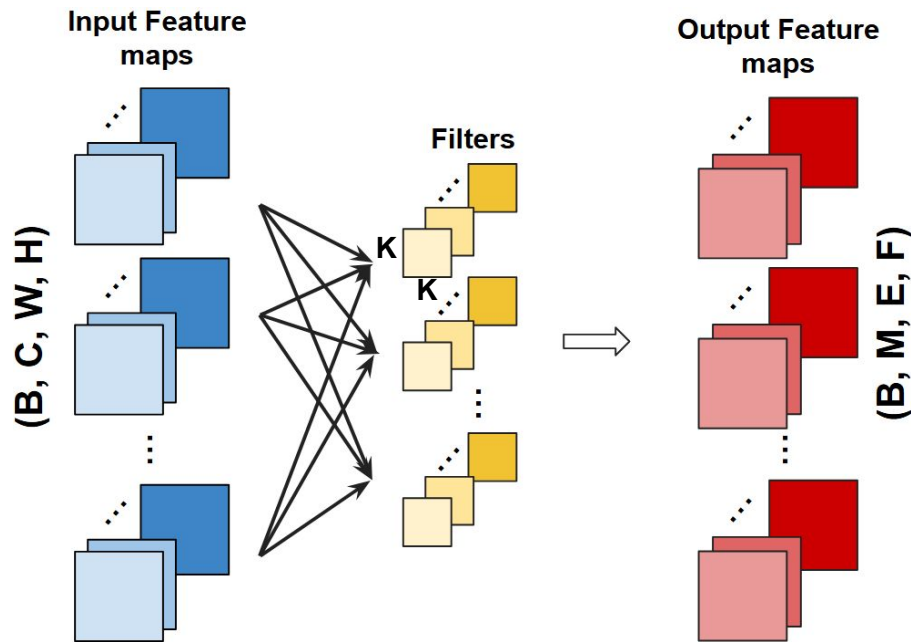 Input Feature
maps
Output Feature
maps
Filters
(B, C, W, H)
K
K
(B, M, E, F)